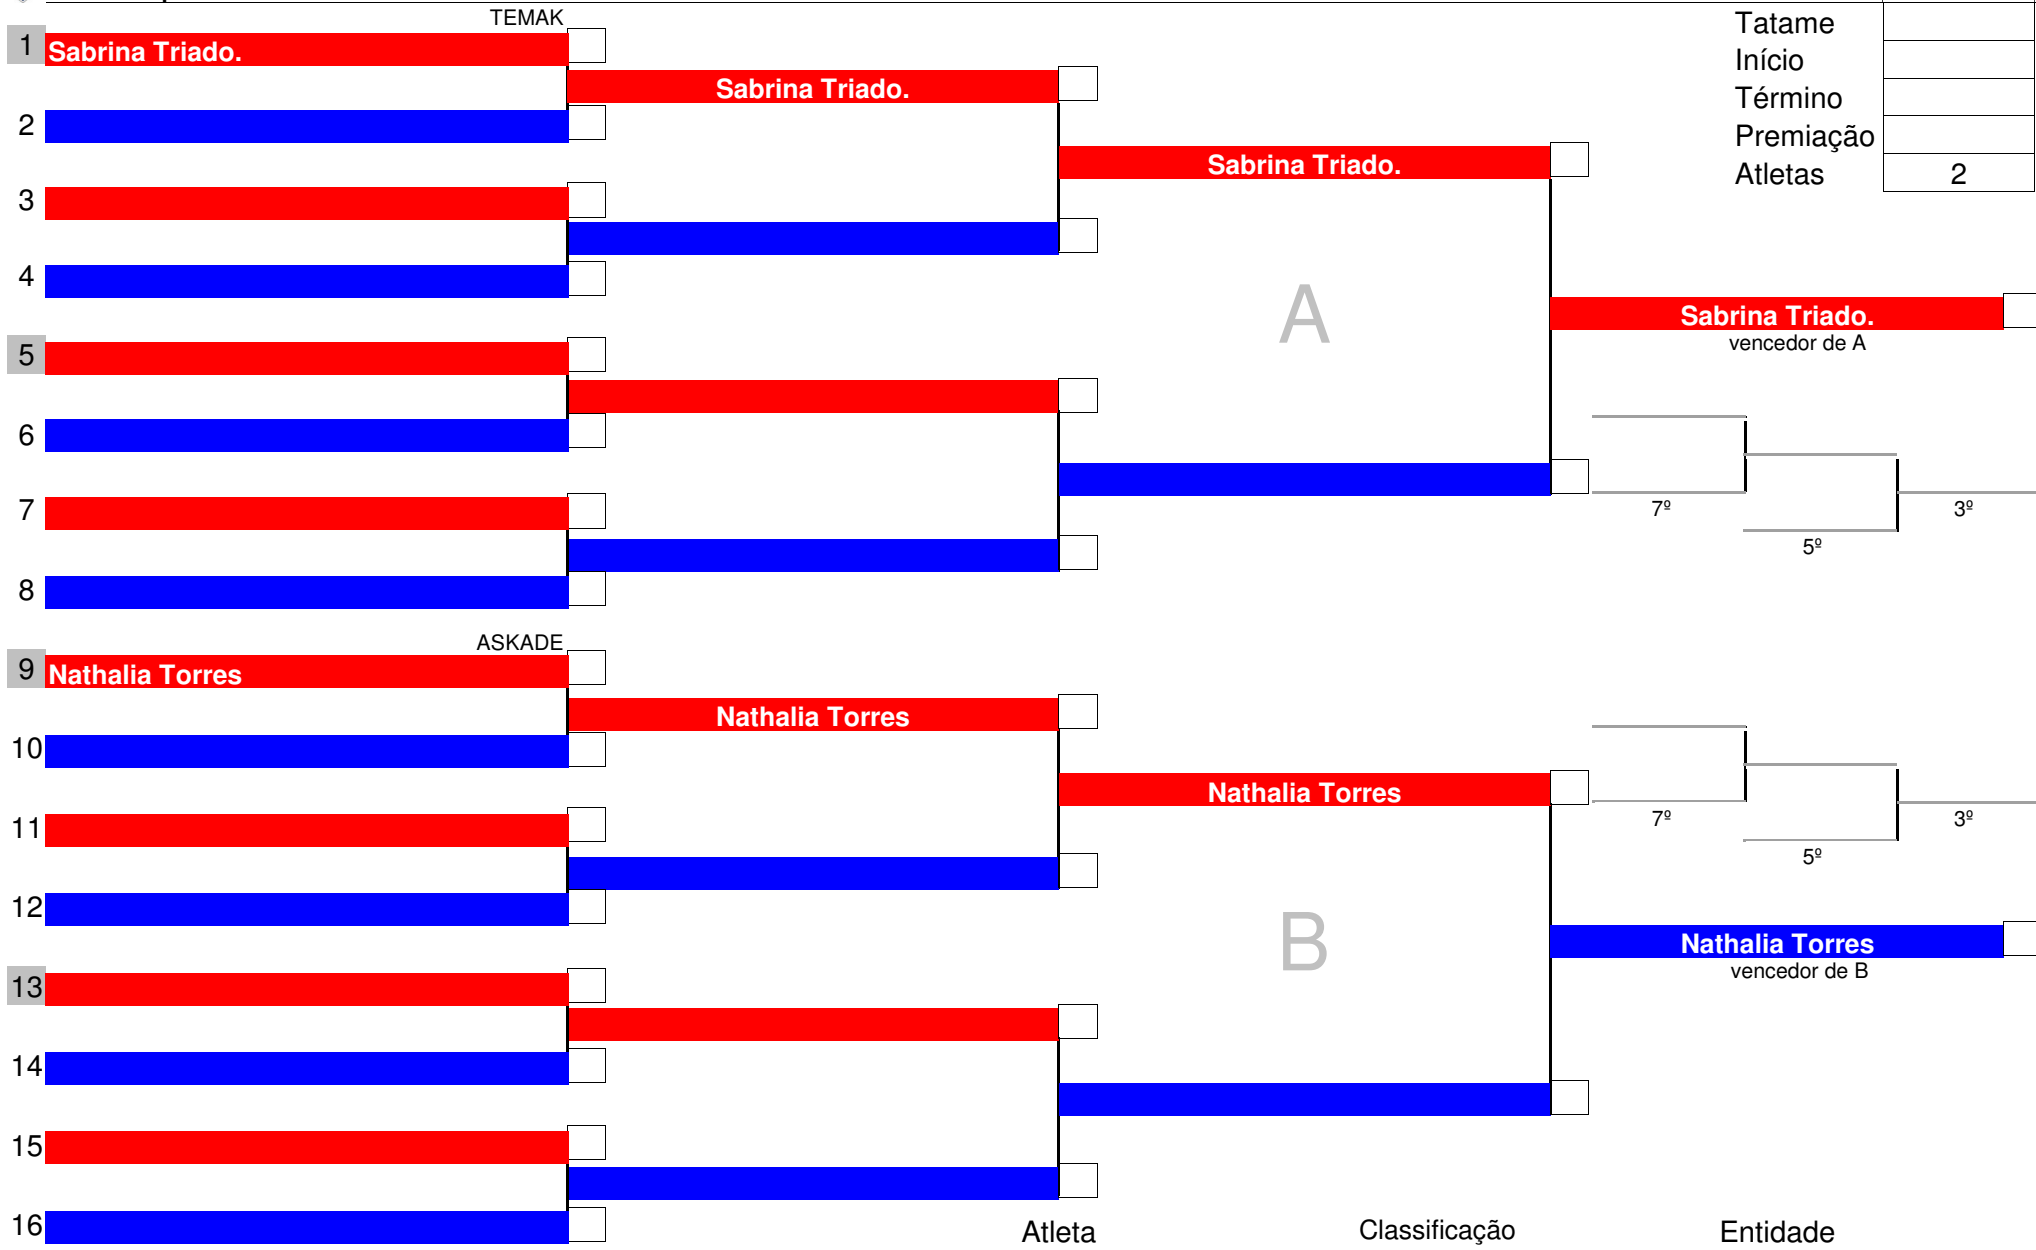 TEMAK
Tatame
1 Sabrina Triado.
Início
Sabrina Triado.
Término
2
Premiação
Sabrina Triado.
Atletas 2
3
4
A
Sabrina Triado.
vencedor de A
5
6
7
7º 3º
5º
8
ASKADE
9 Nathalia Torres
Nathalia Torres
10
Nathalia Torres
11
7º 3º
5º
12
B
Nathalia Torres
vencedor de B
13
14
15
16
Atleta Classificação Entidade